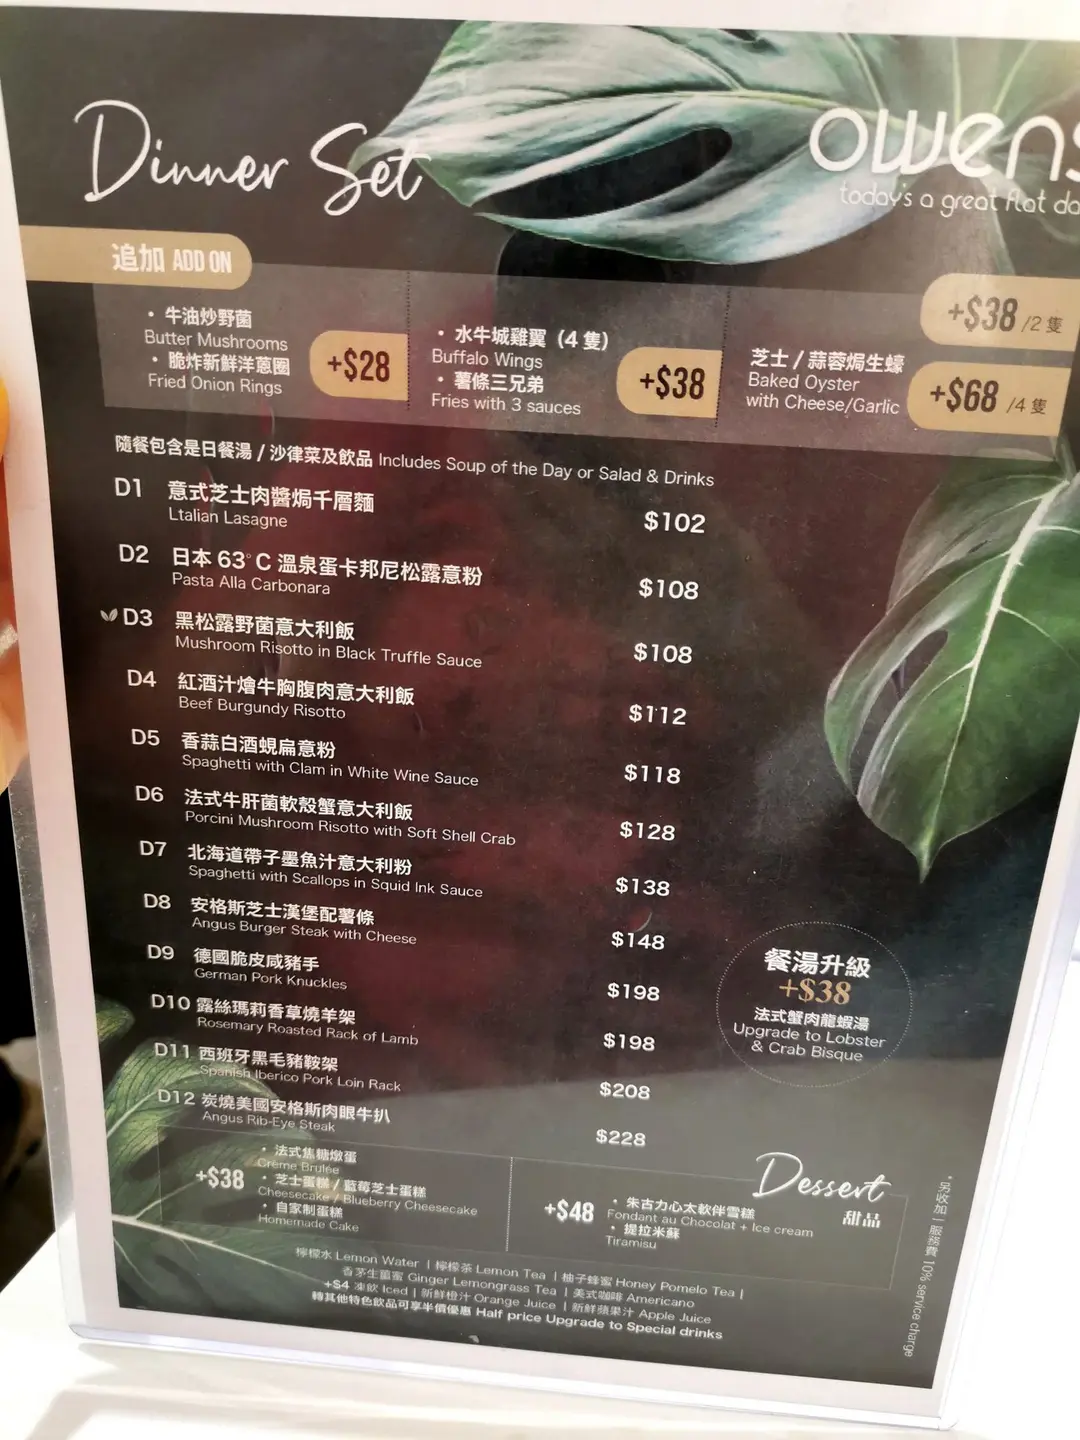 Dinner Set
owens
today's a great flat da
追加 ADD ON
• 牛油炒野菌
Butter Mushrooms
• 脆炸新鮮洋蔥圈
Fried Onion Rings
+$28
• 水牛城雞翼（4 隻）
Buffalo Wings
• 薯條三兄弟
Fries with 3 sauces
+$38
芝士 / 蒜蓉焗生蠔
Baked Oyster
with Cheese/Garlic
+$38 /2 隻
+$68 /4 隻
隨餐包含是日餐湯 / 沙律菜及飲品 Includes Soup of the Day or Salad & Drinks
D1 意式芝士肉醬焗千層麵 $102
Ltalian Lasagne
D2 日本 63°C 溫泉蛋卡邦尼松露意粉 $108
Pasta Alla Carbonara
D3 黑松露野菌意大利飯 $108
Mushroom Risotto in Black Truffle Sauce
D4 紅酒汁燴牛胸腹肉意大利飯 $112
Beef Burgundy Risotto
D5 香蒜白酒蜆扁意粉 $118
Spaghetti with Clam in White Wine Sauce
D6 法式牛肝菌軟殼蟹意大利飯 $128
Porcini Mushroom Risotto with Soft Shell Crab
D7 北海道帶子墨魚汁意大利粉 $138
Spaghetti with Scallops in Squid Ink Sauce
D8 安格斯芝士漢堡配薯條 $148
Angus Burger Steak with Cheese
D9 德國脆皮咸豬手 $198
German Pork Knuckles
D10 露絲瑪莉香草燒羊架 $198
Rosemary Roasted Rack of Lamb
D11 西班牙黑毛豬鞍架 $208
Spanish Iberico Pork Loin Rack
D12 炭燒美國安格斯肉眼牛扒 $228
Angus Rib-Eye Steak
餐湯升級
+$38
法式蟹肉龍蝦湯
Upgrade to Lobster
& Crab Bisque
Dessert
甜品
+$38
• 法式焦糖燉蛋
Crème Brulée
• 芝士蛋糕 / 藍莓芝士蛋糕
Cheesecake / Blueberry Cheesecake
• 自家制蛋糕
Homemade Cake
+$48
• 朱古力心太軟伴雪糕
Fondant au Chocolat + Ice cream
• 提拉米蘇
Tiramisu
檸檬水 Lemon Water | 檸檬茶 Lemon Tea | 柚子蜂蜜 Honey Pomelo Tea |
香茅生薑蜜 Ginger Lemongrass Tea | 美式咖啡 Americano
+$4 凍飲 Iced | 新鮮橙汁 Orange Juice | 新鮮蘋果汁 Apple Juice
轉其他特色飲品可享半價優惠 Half price Upgrade to Special drinks
*另收加一服務費 10% service charge